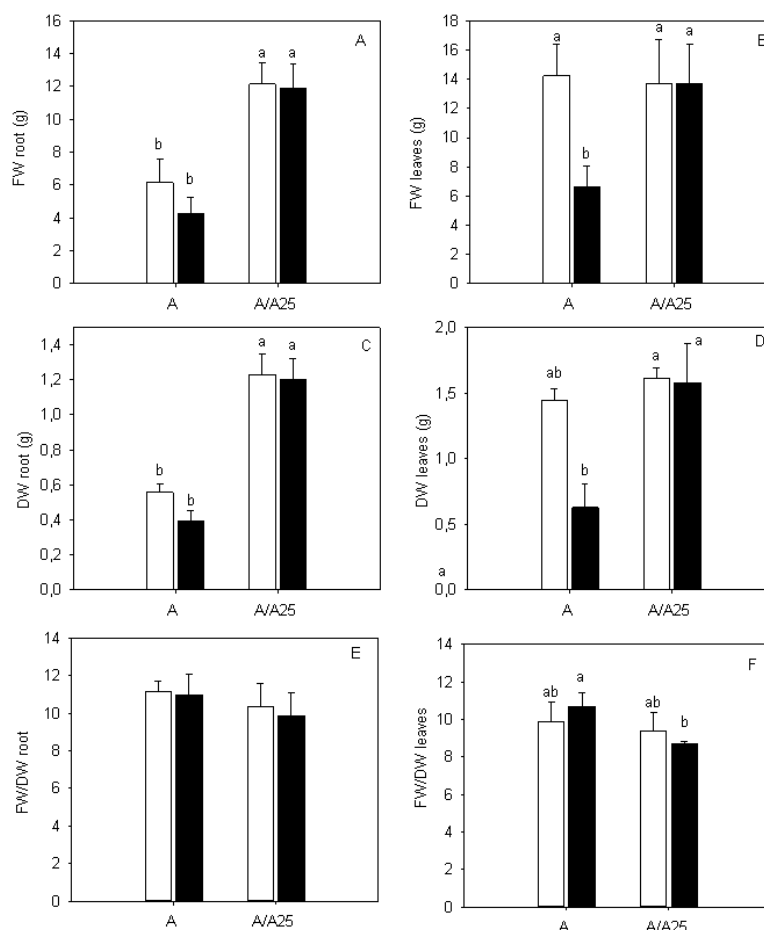 A
FW root (g)
16
14
12
10
8
6
4
2
0
b
b
a
a
A
A/A25
E
FW leaves (g)
18
16
14
12
10
8
6
4
2
0
a
b
a
a
A
A/A25
C
DW root (g)
1,4
1,2
1,0
0,8
0,6
0,4
0,2
0,0
b
b
a
a
A
A/A25
D
DW leaves (g)
2,0
1,5
1,0
0,5
0,0
a
ab
b
a
a
A
A/A25
E
FW/DW root
14
12
10
8
6
4
2
0
A
A/A25
F
FW/DW leaves
14
12
10
8
6
4
2
0
ab
a
ab
b
A
A/A25